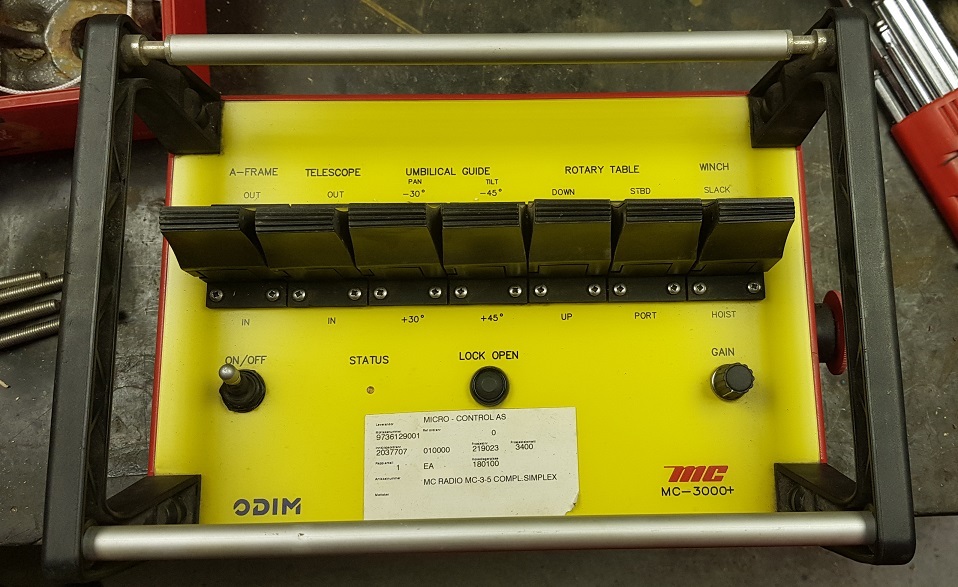 A-FRAME TELESCOPE UMBILICAL GUIDE ROTARY TABLE WINCH
PAN TILT
OUT OUT -30° -45° DOWN STBD SLACK
IN IN +30° +45° UP PORT HOIST
ON/OFF STATUS LOCK OPEN GAIN
MICRO - CONTROL AS
9736129001 0
2037707 010000 219023 3400
1 EA 180100
MC RADIO MC-3-5 COMPL.SIMPLEX
ODIM
MC
MC-3000+